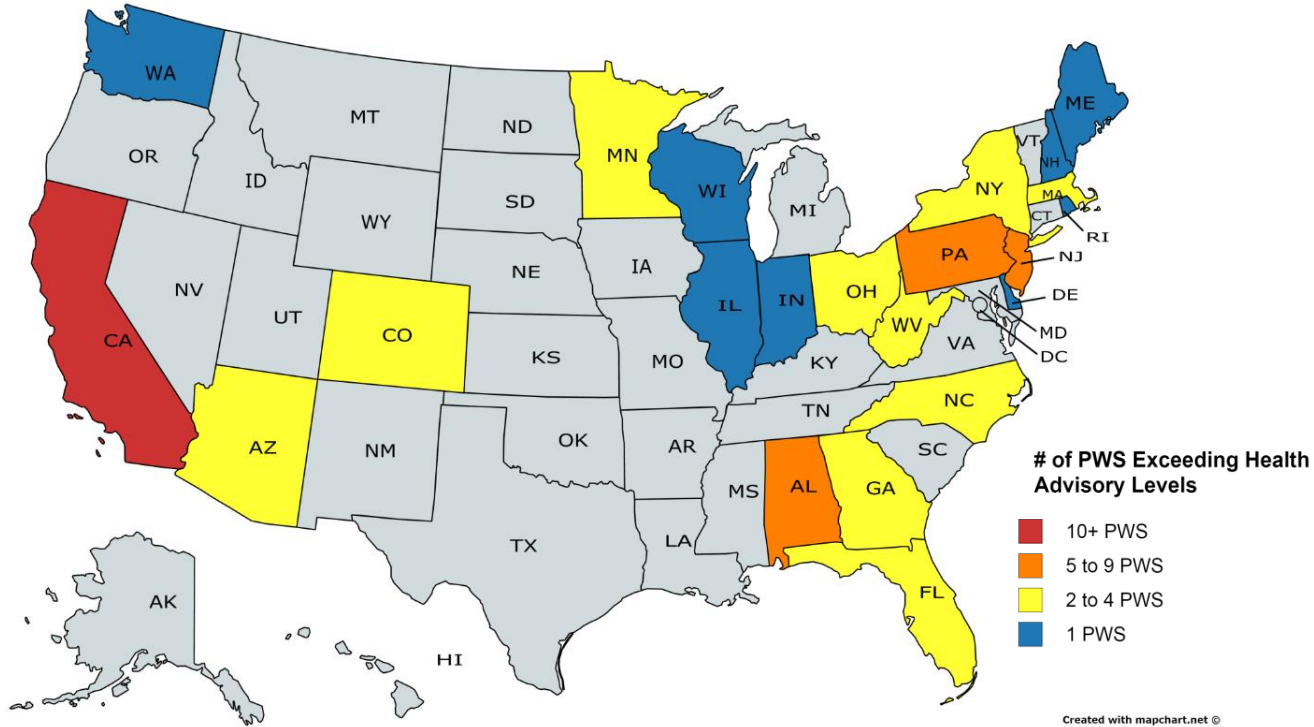 WA
ME
MT
ND
VT
MN
OR
NH
ID
WI
NY
SD
MA
WY
MI
CT
RI
PA
IA
NJ
NE
NV
OH
IL
IN
DE
UT
WV
CA
CO
MD
VA
KS
MO
KY
DC
TN
NC
AZ
OK
NM
AR
SC
MS
AL
GA
# of PWS Exceeding Health
Advisory Levels
10+ PWS
LA
TX
5 to 9 PWS
FL
AK
2 to 4 PWS
1 PWS
HI
Created with mapchart.net ©